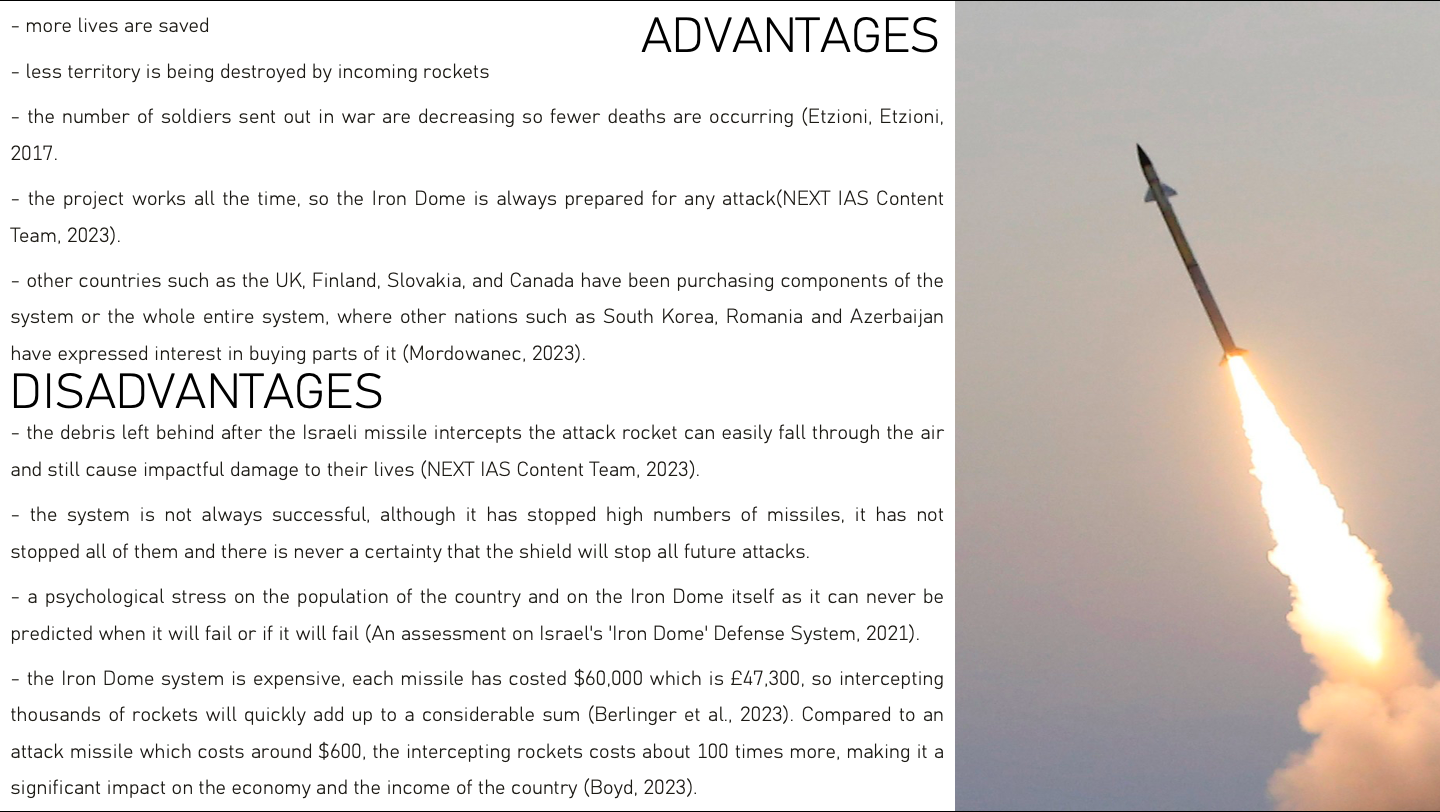 ADVANTAGES
- more lives are saved
- less territory is being destroyed by incoming rockets
- the number of soldiers sent out in war are decreasing so fewer deaths are occurring (Etzioni, Etzioni,
2017.
- the project works all the time, so the Iron Dome is always prepared for any attack(NEXT IAS Content
Team, 2023).
- other countries such as the UK, Finland, Slovakia, and Canada have been purchasing components of the
system or the whole entire system, where other nations such as South Korea, Romania and Azerbaijan
have expressed interest in buying parts of it (Mordowanec, 2023).
DISADVANTAGES
- the debris left behind after the Israeli missile intercepts the attack rocket can easily fall through the air
and still cause impactful damage to their lives (NEXT IAS Content Team, 2023).
- the system is not always successful, although it has stopped high numbers of missiles, it has not
stopped all of them and there is never a certainty that the shield will stop all future attacks.
- a psychological stress on the population of the country and on the Iron Dome itself as it can never be
predicted when it will fail or if it will fail (An assessment on Israel's 'Iron Dome' Defense System, 2021).
- the Iron Dome system is expensive, each missile has costed $60,000 which is £47,300, so intercepting
thousands of rockets will quickly add up to a considerable sum (Berlinger et al., 2023). Compared to an
attack missile which costs around $600, the intercepting rockets costs about 100 times more, making it a
significant impact on the economy and the income of the country (Boyd, 2023).